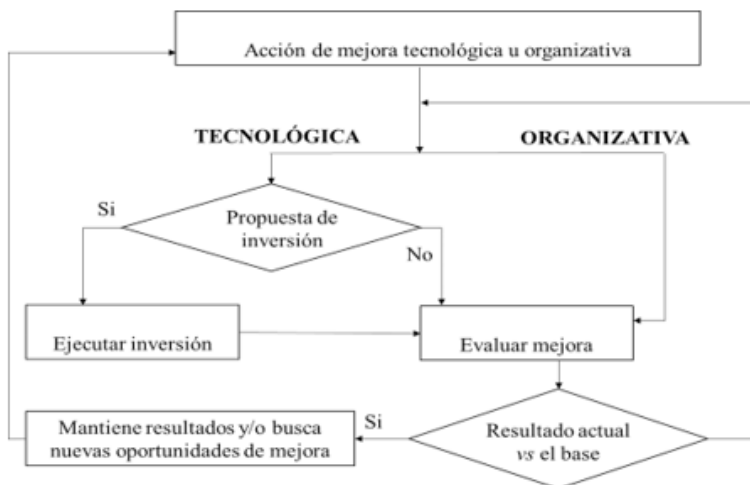 Acción de mejora tecnológica u organizativa
TECNOLÓGICA
ORGANIZATIVA
Si
Propuesta de
inversión
No
Ejecutar inversión
Evaluar mejora
Mantiene resultados y/o busca
nuevas oportunidades de mejora
Si
Resultado actual
vs el base